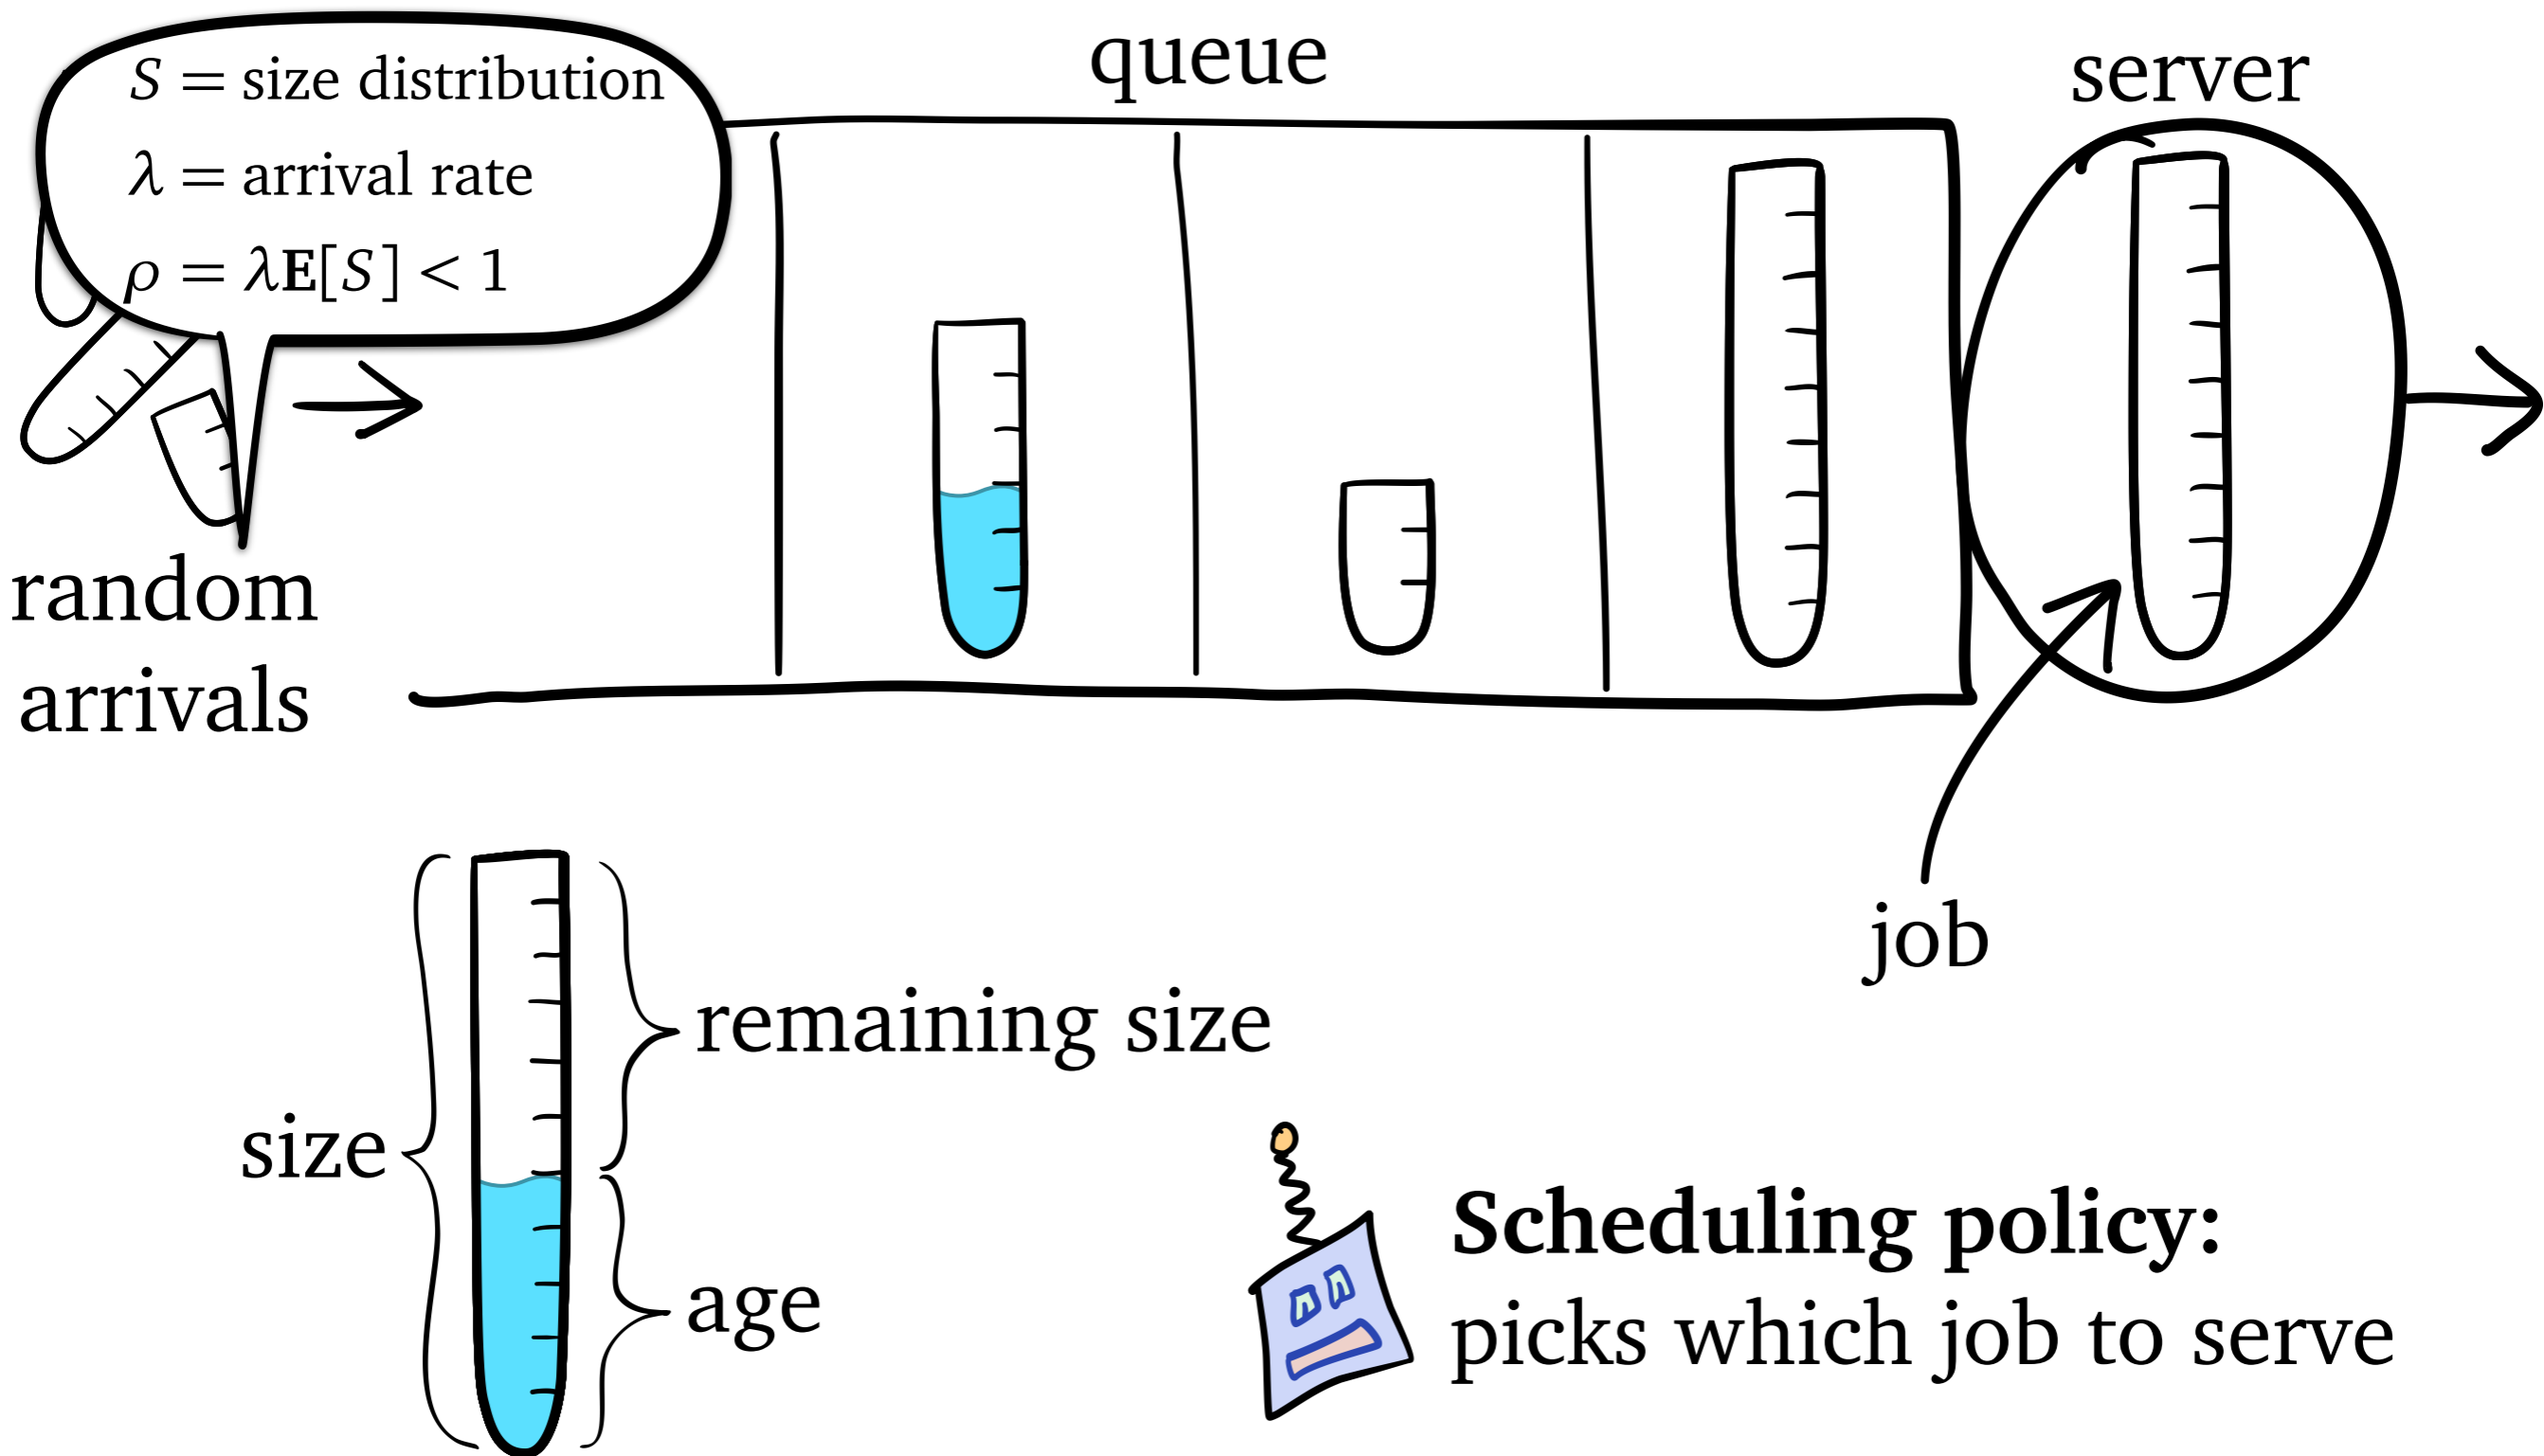 S = size distribution
λ = arrival rate
ρ = λE[S] < 1
queue
server
random
arrivals
job
remaining size
size
age
Scheduling policy:
picks which job to serve